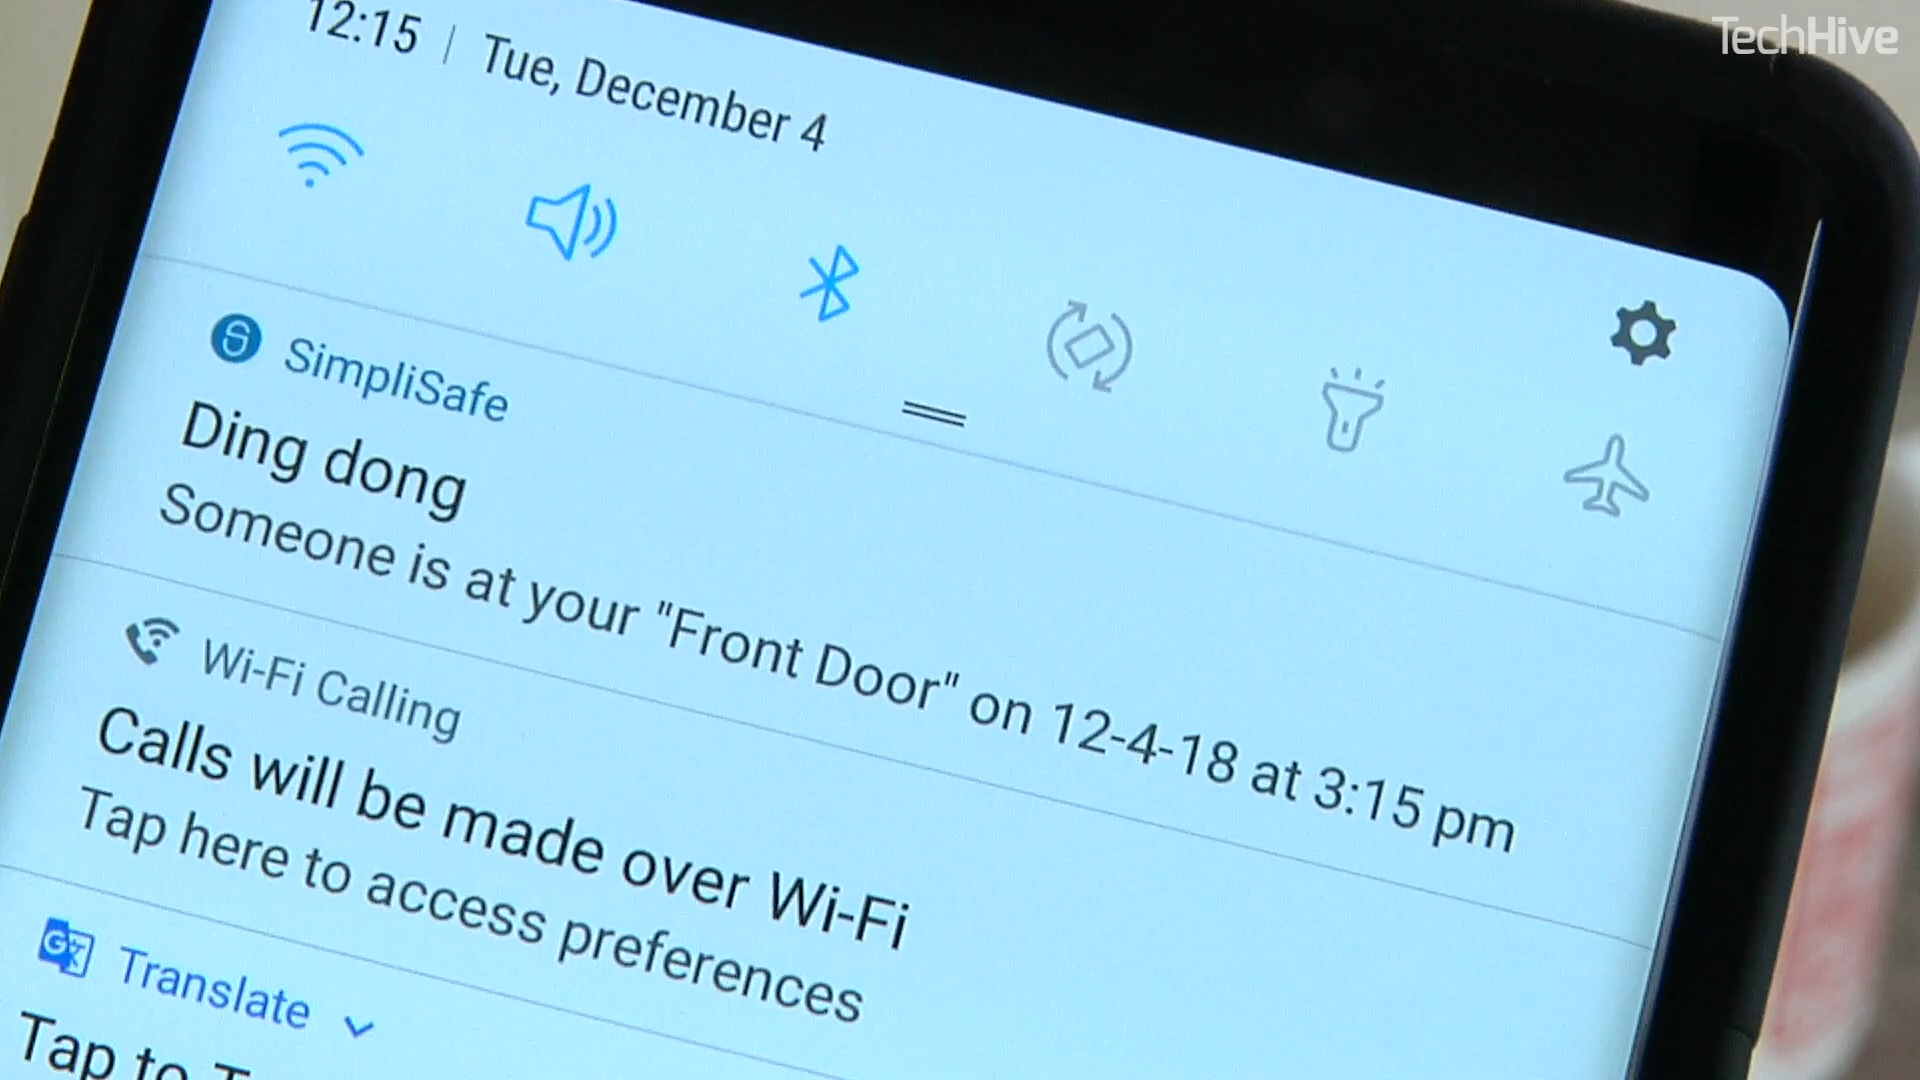 TechHive
12:15 | Tue, December 4
SimpliSafe
Ding dong
Someone is at your "Front Door" on 12-4-18 at 3:15 pm
Wi-Fi Calling
Calls will be made over Wi-Fi
Tap here to access preferences
Translate
Tap to